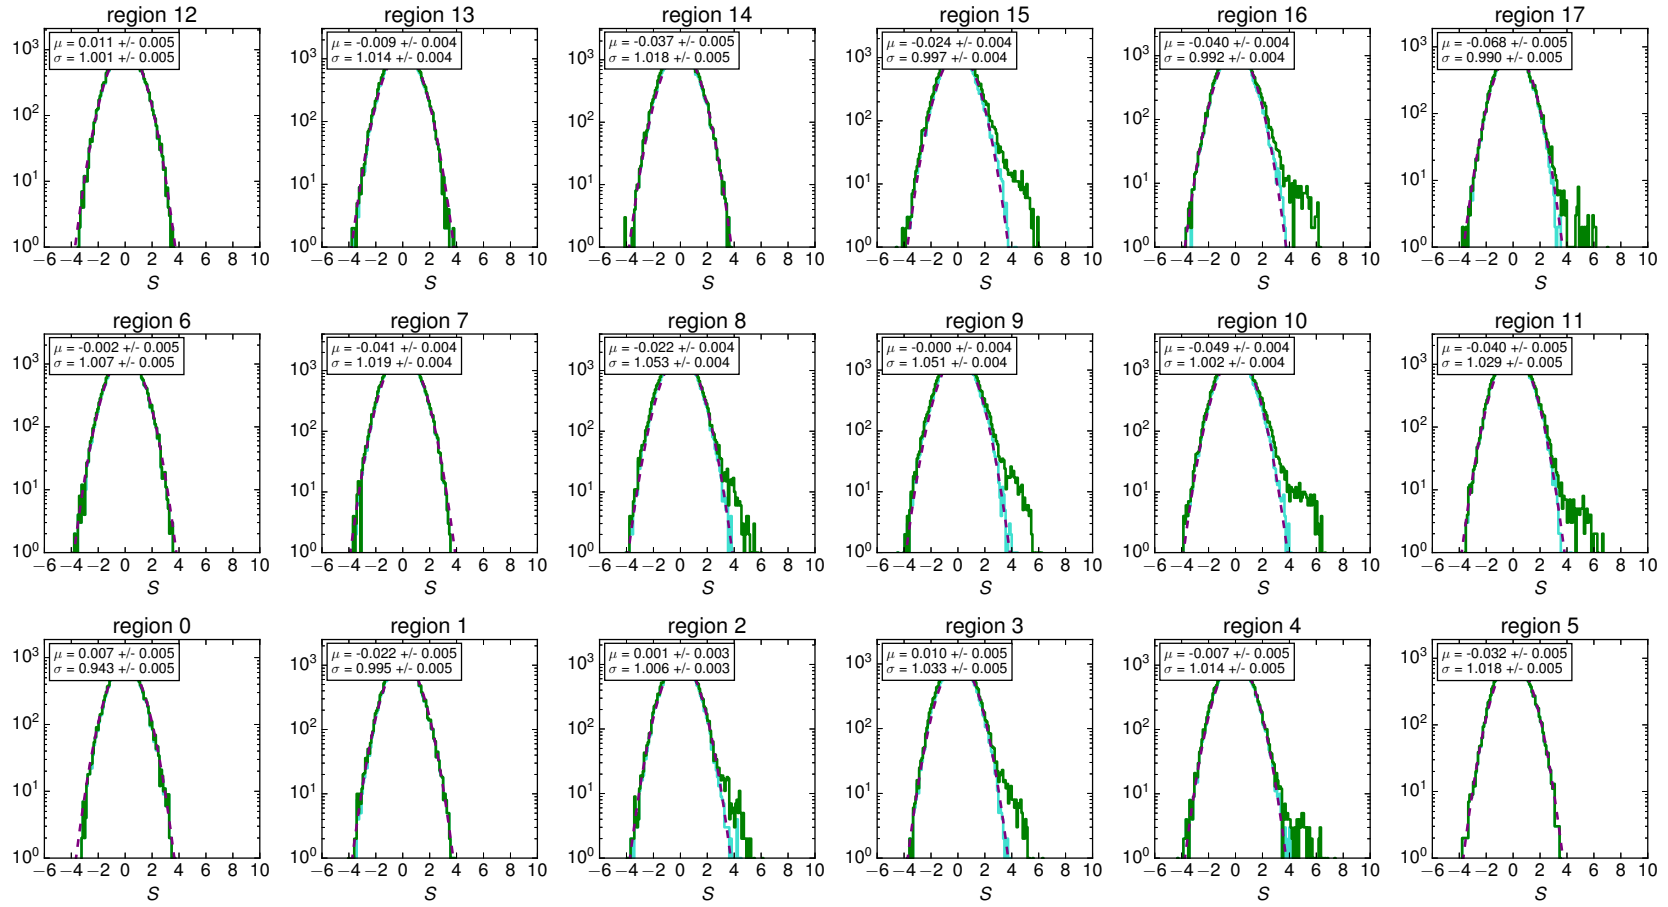 region 12 region 13 region 14 region 15 region 16 region 17
μ = 0.011 +/- 0.005 μ = -0.009 +/- 0.004 μ = -0.037 +/- 0.005 μ = -0.024 +/- 0.004 μ = -0.040 +/- 0.004 μ = -0.068 +/- 0.005
σ = 1.001 +/- 0.005 σ = 1.014 +/- 0.004 σ = 1.018 +/- 0.005 σ = 0.997 +/- 0.004 σ = 0.992 +/- 0.004 σ = 0.990 +/- 0.005
10³ 10³ 10³ 10³ 10³ 10³
10² 10² 10² 10² 10² 10²
10¹ 10¹ 10¹ 10¹ 10¹ 10¹
10⁰ 10⁰ 10⁰ 10⁰ 10⁰ 10⁰
−6 −4 −2 0 2 4 6 8 10 −6 −4 −2 0 2 4 6 8 10 −6 −4 −2 0 2 4 6 8 10 −6 −4 −2 0 2 4 6 8 10 −6 −4 −2 0 2 4 6 8 10 −6 −4 −2 0 2 4 6 8 10
S S S S S S
region 6 region 7 region 8 region 9 region 10 region 11
μ = -0.002 +/- 0.005 μ = -0.041 +/- 0.004 μ = -0.022 +/- 0.004 μ = -0.000 +/- 0.004 μ = -0.049 +/- 0.004 μ = -0.040 +/- 0.005
σ = 1.007 +/- 0.005 σ = 1.019 +/- 0.004 σ = 1.053 +/- 0.004 σ = 1.051 +/- 0.004 σ = 1.002 +/- 0.004 σ = 1.029 +/- 0.005
10³ 10³ 10³ 10³ 10³ 10³
10² 10² 10² 10² 10² 10²
10¹ 10¹ 10¹ 10¹ 10¹ 10¹
10⁰ 10⁰ 10⁰ 10⁰ 10⁰ 10⁰
−6 −4 −2 0 2 4 6 8 10 −6 −4 −2 0 2 4 6 8 10 −6 −4 −2 0 2 4 6 8 10 −6 −4 −2 0 2 4 6 8 10 −6 −4 −2 0 2 4 6 8 10 −6 −4 −2 0 2 4 6 8 10
S S S S S S
region 0 region 1 region 2 region 3 region 4 region 5
μ = 0.007 +/- 0.005 μ = -0.022 +/- 0.005 μ = 0.001 +/- 0.003 μ = 0.010 +/- 0.005 μ = -0.007 +/- 0.005 μ = -0.032 +/- 0.005
σ = 0.943 +/- 0.005 σ = 0.995 +/- 0.005 σ = 1.006 +/- 0.003 σ = 1.033 +/- 0.005 σ = 1.014 +/- 0.005 σ = 1.018 +/- 0.005
10³ 10³ 10³ 10³ 10³ 10³
10² 10² 10² 10² 10² 10²
10¹ 10¹ 10¹ 10¹ 10¹ 10¹
10⁰ 10⁰ 10⁰ 10⁰ 10⁰ 10⁰
−6 −4 −2 0 2 4 6 8 10 −6 −4 −2 0 2 4 6 8 10 −6 −4 −2 0 2 4 6 8 10 −6 −4 −2 0 2 4 6 8 10 −6 −4 −2 0 2 4 6 8 10 −6 −4 −2 0 2 4 6 8 10
S S S S S S